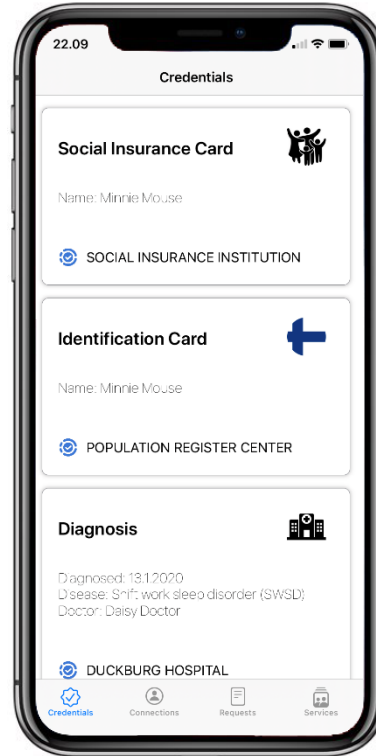 22.09
Credentials
Social Insurance Card
Name: Minnie Mouse
SOCIAL INSURANCE INSTITUTION
Identification Card
Name: Minnie Mouse
POPULATION REGISTER CENTER
Diagnosis
Diagnosed: 13.1.2020
Disease: Shift work sleep disorder (SWSD)
Doctor: Daisy Doctor
DUCKBURG HOSPITAL
Credentials Connections Requests Services